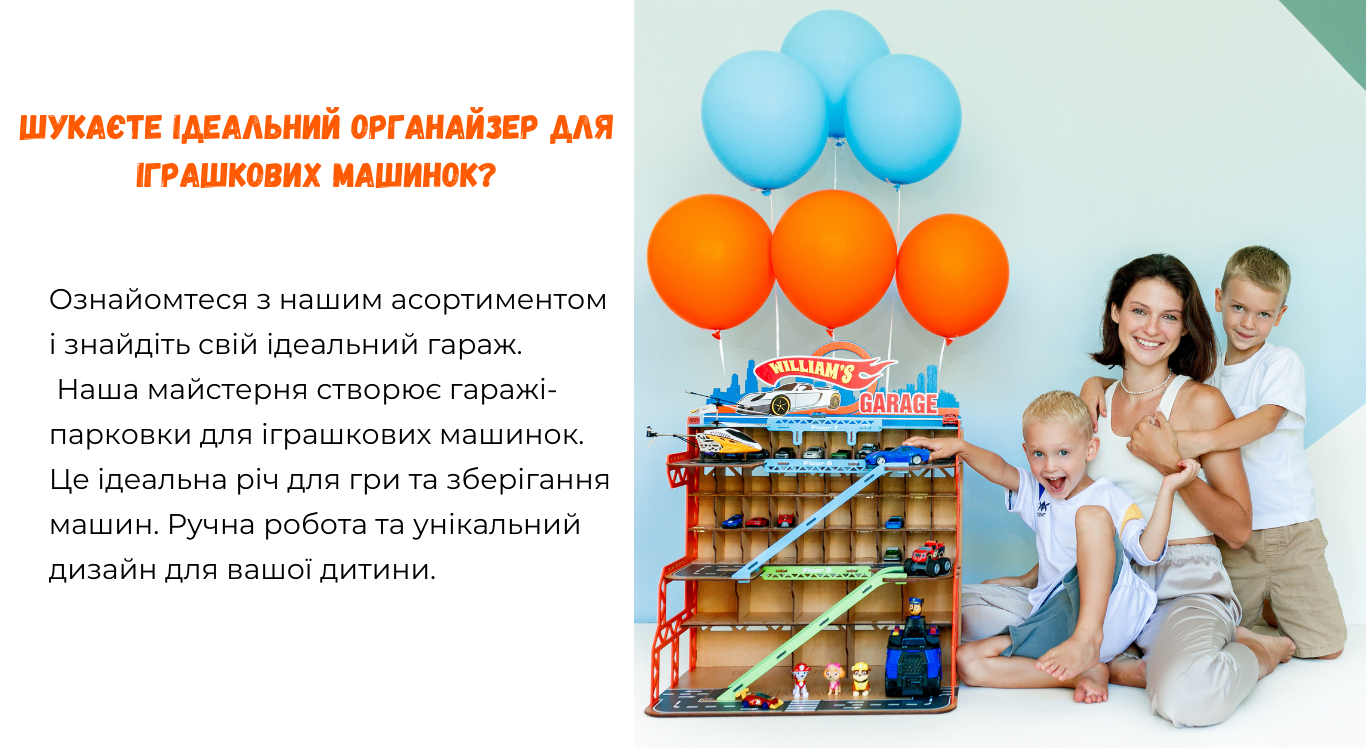 ШУКАЄТЕ ІДЕАЛЬНИЙ ОРГАНАЙЗЕР ДЛЯ
ІГРАШКОВИХ МАШИНОК?
Ознайомтеся з нашим асортиментом
і знайдіть свій ідеальний гараж.
Наша майстерня створює гаражі-
парковки для іграшкових машинок.
Це ідеальна річ для гри та зберігання
машин. Ручна робота та унікальний
дизайн для вашої дитини.
WILLIAM'S
GARAGE